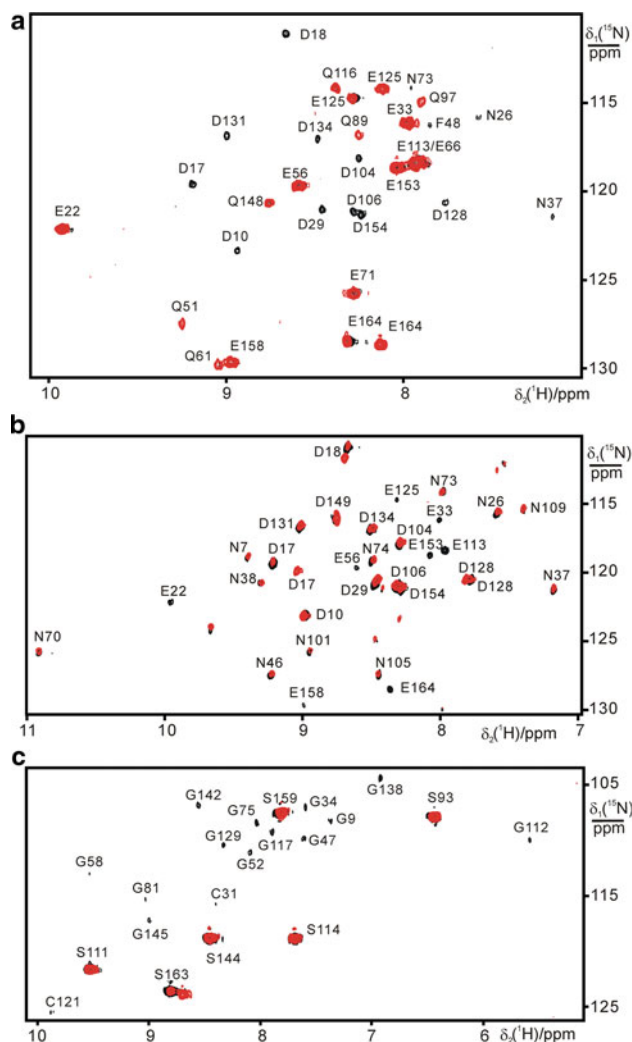 a
D18
δ₁(¹⁵N)
ppm
Q116
E125
N73
E125
Q97
115
D131
D134
Q89
E33
F48
N26
E113/E66
D104
E153
D17
E56
120
Q148
D106
D128
N37
E22
D29
D154
D10
E71
125
Q51
E164
E164
Q61
E158
130
10
9
8
δ₂(¹H)/ppm
b
D18
δ₁(¹⁵N)
ppm
E125
N73
D149
E33
115
D131
D134
N26
N109
D104
N7
D17
N74
E153
E113
N38
D17
E56
D106
D128
120
E22
D29
D154
D128
N37
D10
N70
N101
125
N46
N105
E158
E164
130
11
10
9
8
7
δ₂(¹H)/ppm
c
G138
105
G142
S159
G34
S93
δ₁(¹⁵N)
ppm
G75
G9
G112
G129
G117
G47
G52
G58
G81
C31
115
G145
S114
S111
S144
S163
C121
125
10
9
8
7
6
δ₂(¹H)/ppm